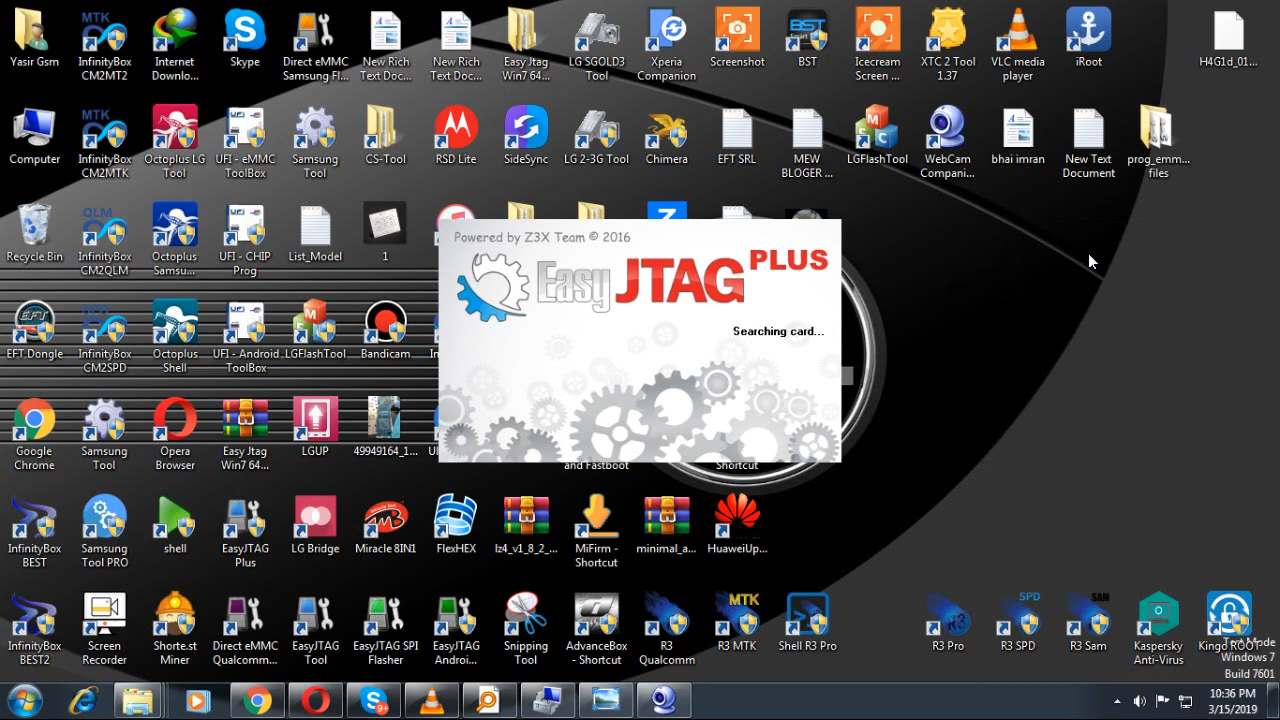 Yasir Gsm
InfinityBox CM2MT2
Internet Downlo...
Skype
Direct eMMC Samsung Fl...
New Rich Text Doc...
New Rich Text Doc...
Easy Jtag Win7 64...
LG SGOLD3 Tool
Xperia Companion
Screenshot
BST
Icecream Screen ...
XTC 2 Tool 1.37
VLC media player
iRoot
H4G1d_01...
Computer
InfinityBox CM2MTK
Octoplus LG Tool
UFI - eMMC ToolBox
Samsung Tool
CS-Tool
RSD Lite
SideSync
LG 2-3G Tool
Chimera
EFT SRL
MEW BLOGER ...
LGFlashTool
WebCam Compani...
bhai imran
New Text Document
prog_emm... files
Recycle Bin
InfinityBox CM2QLM
Octoplus Samsu...
UFI - CHIP Prog
List_Model
1
Powered by Z3X Team © 2016
Easy JTAG PLUS
Searching card...
EFT Dongle
InfinityBox CM2SPD
Octoplus Shell
UFI - Android ToolBox
LGFlashTool
Bandicam
Google Chrome
Samsung Tool
Opera Browser
Easy Jtag Win7 64...
LGUP
49949164_1...
and Fastboot
Shortcut
InfinityBox BEST
Samsung Tool PRO
shell
EasyJTAG Plus
LG Bridge
Miracle 8IN1
FlexHEX
lz4_v1_8_2_...
MiFirm - Shortcut
minimal_a...
HuaweiUp...
InfinityBox BEST2
Screen Recorder
Shorte.st Miner
Direct eMMC Qualcomm...
EasyJTAG Tool
EasyJTAG SPI Flasher
EasyJTAG Androi...
Snipping Tool
AdvanceBox - Shortcut
R3 Qualcomm
R3 MTK
Shell R3 Pro
R3 Pro
R3 SPD
R3 Sam
Kaspersky Anti-Virus
Kingo ROOT
Test Mode
Windows 7
Build 7601
10:36 PM
3/15/2019